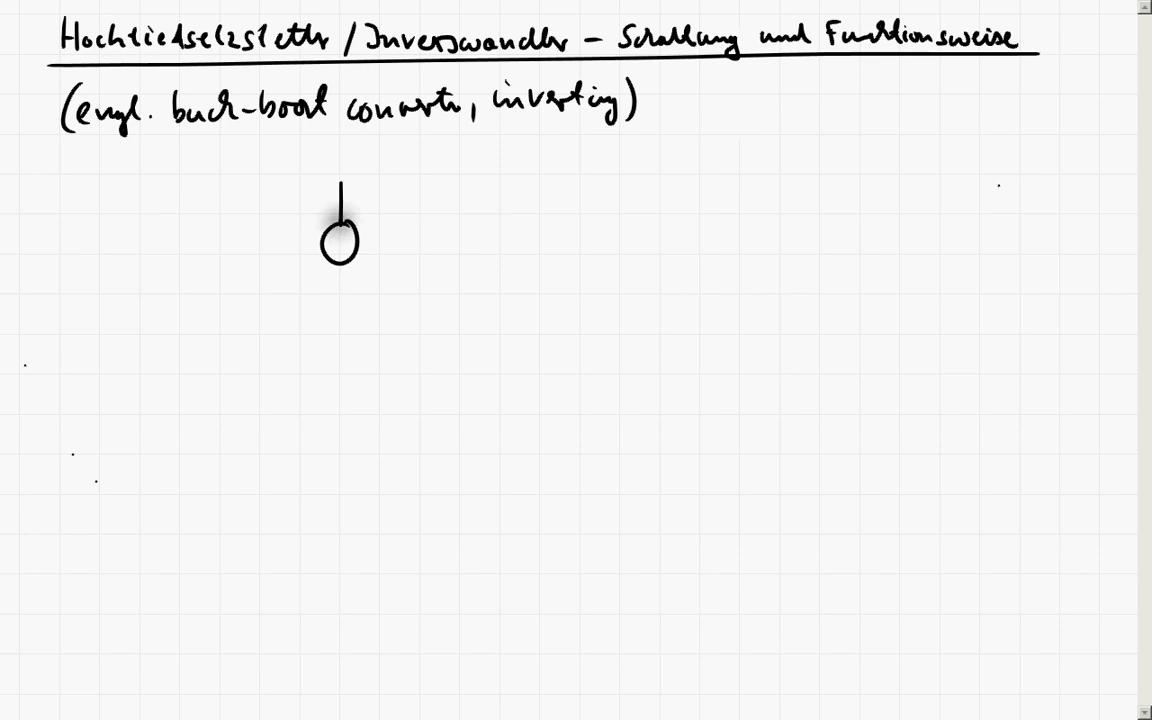 Hochtiefsetzsteller / Inverswandler – Schaltung und Funktionsweise
(engl. buck-boost converter, inverting)